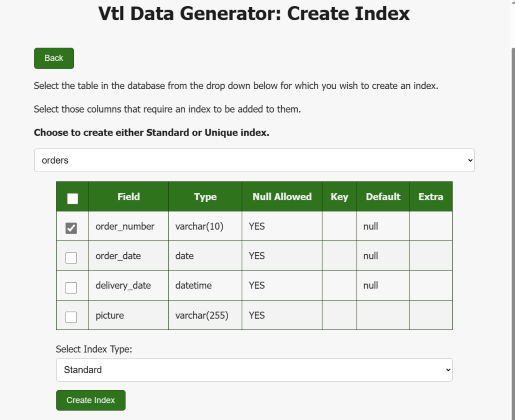 Vtl Data Generator: Create Index
Back
Select the table in the database from the drop down below for which you wish to create an index.
Select those columns that require an index to be added to them.
Choose to create either Standard or Unique index.
orders
Field Type Null Allowed Key Default Extra
order_number varchar(10) YES null
order_date date YES null
delivery_date datetime YES null
picture varchar(255) YES
Select Index Type:
Standard
Create Index